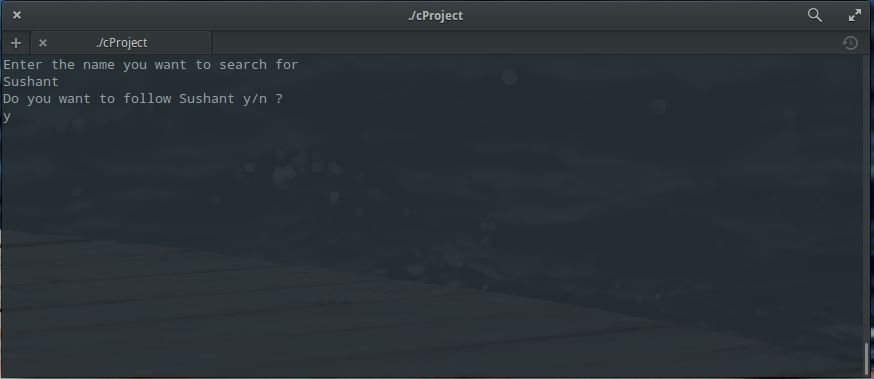 ./cProject
./cProject
Enter the name you want to search for
Sushant
Do you want to follow Sushant y/n ?
y